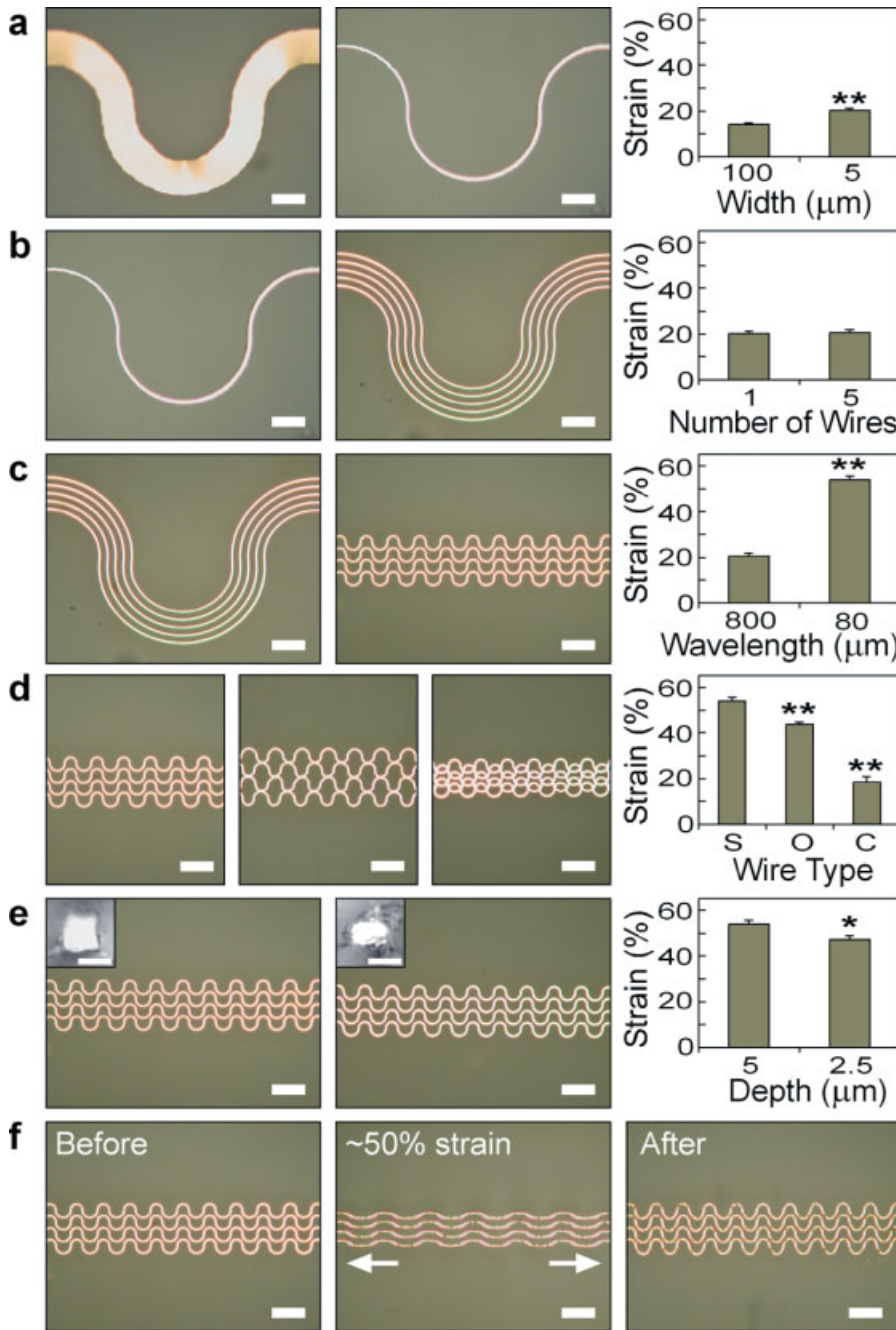 a
Strain (%)
60
40
20
0
**
100 5
Width (μm)
b
Strain (%)
60
40
20
0
1 5
Number of Wires
c
Strain (%)
60
40
20
0
**
800 80
Wavelength (μm)
d
Strain (%)
60
40
20
0
**
**
S O C
Wire Type
e
Strain (%)
60
40
20
0
*
5 2.5
Depth (μm)
f
Before
~50% strain
After